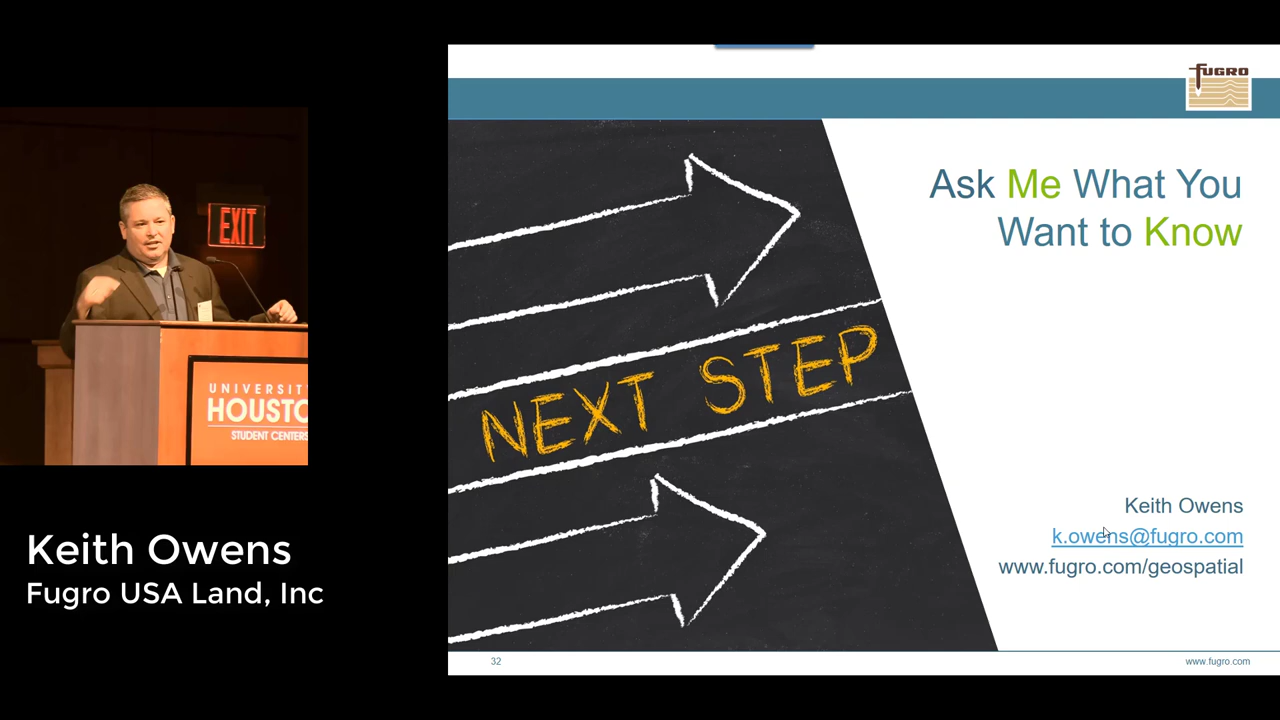 EXIT
UNIVERSITY
HOUSTO
STUDENT CENTERS
Keith Owens
Fugro USA Land, Inc
FUGRO
Ask Me What You
Want to Know
NEXT STEP
Keith Owens
k.owens@fugro.com
www.fugro.com/geospatial
32
www.fugro.com